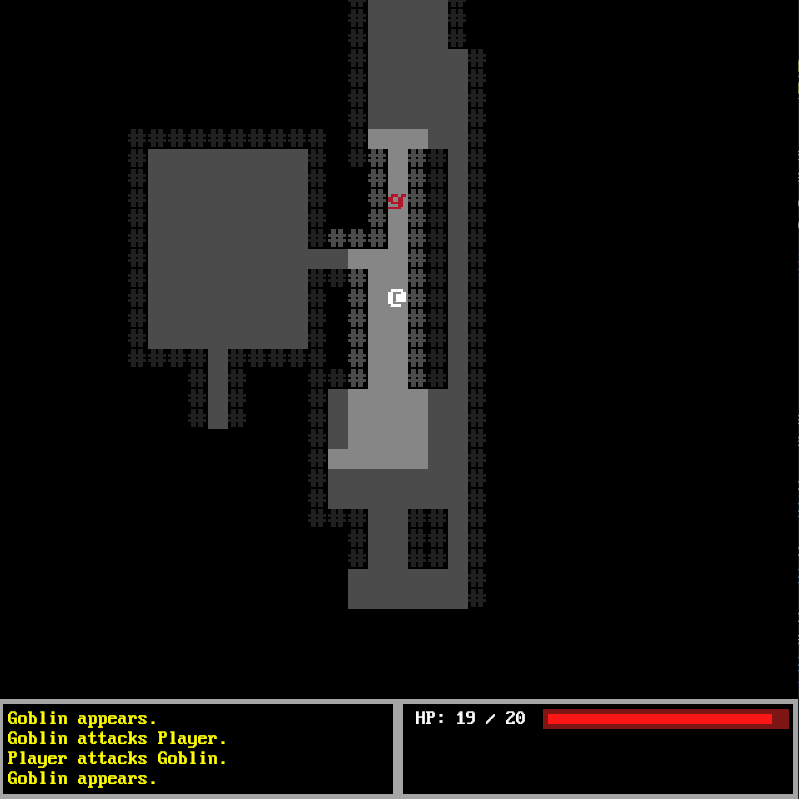 g
@
Goblin appears.
Goblin attacks Player.
Player attacks Goblin.
Goblin appears.
HP: 19 / 20